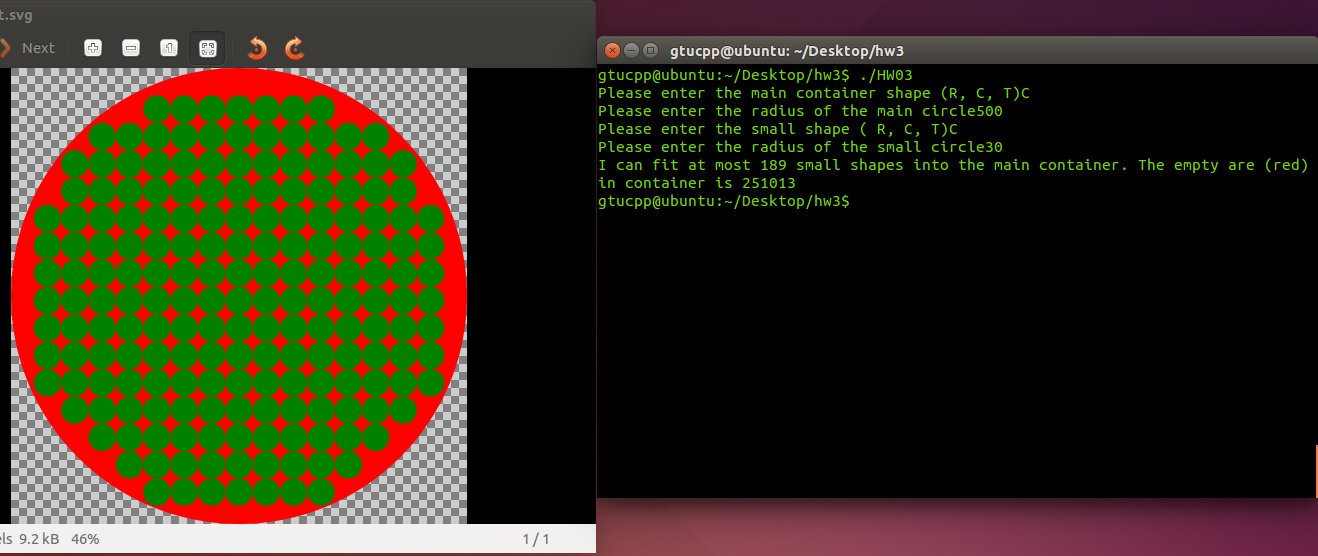 t.svg
Next
gtucpp@ubuntu: ~/Desktop/hw3
gtucpp@ubuntu:~/Desktop/hw3$ ./HW03
Please enter the main container shape (R, C, T)C
Please enter the radius of the main circle500
Please enter the small shape ( R, C, T)C
Please enter the radius of the small circle30
I can fit at most 189 small shapes into the main container. The empty are (red)
in container is 251013
gtucpp@ubuntu:~/Desktop/hw3$
els 9.2 kB 46%
1 / 1